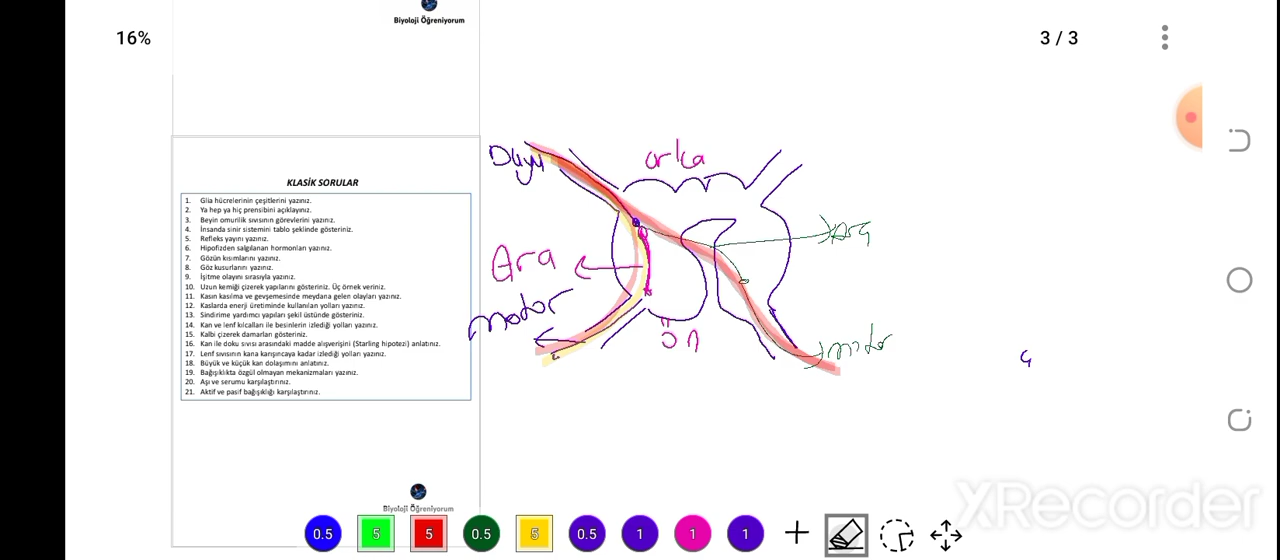 Biyoloji Öğreniyorum
16%
3 / 3
KLASİK SORULAR
1. Glia hücrelerinin çeşitlerini yazınız.
2. Ya hep ya hiç prensibini açıklayınız.
3. Beyin omurilik sıvısının görevlerini yazınız.
4. İnsanda sinir sistemini tablo şeklinde gösteriniz.
5. Refleks yayını yazınız.
6. Hipofizden salgılanan hormonları yazınız.
7. Gözün kısımlarını yazınız.
8. Göz kusurlarını yazınız.
9. İşitme olayını sırasıyla yazınız.
10. Uzun kemiği çizerek yapılarını gösteriniz. Üç örnek veriniz.
11. Kasın kasılma ve gevşemesinde meydana gelen olayları yazınız.
12. Kaslarda enerji üretiminde kullanılan yolları yazınız.
13. Sindirime yardımcı yapıları şekil üstünde gösteriniz.
14. Kan ve lenf kılcalları ile besinlerin izlediği yolları yazınız.
15. Kalbi çizerek damarları gösteriniz.
16. Kan ile doku sıvısı arasındaki madde alışverişini (Starling hipotezi) anlatınız.
17. Lenf sıvısının kana karışıncaya kadar izlediği yolları yazınız.
18. Büyük ve küçük kan dolaşımını anlatınız.
19. Bağışıklıkta özgül olmayan mekanizmaları yazınız.
20. Aşı ve serumu karşılaştırınız.
21. Aktif ve pasif bağışıklığı karşılaştırınız.
Duyu
arka
Ara
Ara
motor
ön
motor
Biyoloji Öğreniyorum
0.5 5 5 0.5 5 0.5 1 1 1
XRecorder